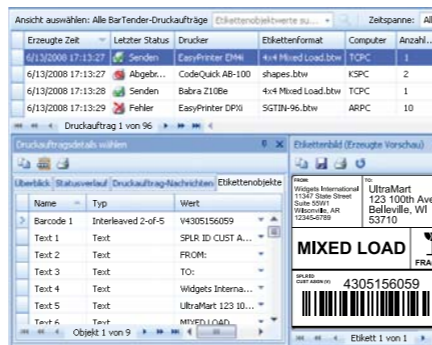 Ansicht auswählen: Alle BarTender-Druckaufträge Etikettenobjektwerte su... Zeitspanne: All
Erzeugte Zeit Letzter Status Drucker Etikettenformat Computer Anzahl...
6/13/2008 17:13:27 Senden EasyPrinter EM4i 4x4 Mixed Load.btw TCPC 1
6/13/2008 17:13:27 Abgebr... CodeQuick AB-100 shapes.btw KSPC 2
6/13/2008 17:13:28 Senden Babra Z10Be 4x4 Mixed Load.btw TCPC 1
6/13/2008 17:13:29 Fehler EasyPrinter DPXi SGTIN-96.btw ARPC 10
Druckauftrag 1 von 96
Druckauftragsdetails wählen
Überblick Statusverlauf Druckauftrag-Nachrichten Etikettenobjekte
Name Typ Wert
Barcode 1 Interleaved 2-of-5 V4305156059
Text 1 Text SPLR ID CUST A...
Text 2 Text FROM:
Text 3 Text TO:
Text 4 Text Widgets Interna...
Text 5 Text UltraMart 123 10...
Text 6 Text MIXED LOAD
Objekt 1 von 9
Etikettenbild (Erzeugte Vorschau)
FROM:
Widgets International
11347 State Street
Suite 55W1
Wilsonville, AR
12345-6789
TO:
UltraMart
123 100th Ave
Belleville, WI
53710
MIXED LOAD
FRA
SPLR ID
CUST ASSN (V)
4305156059
Etikett 1 von 1